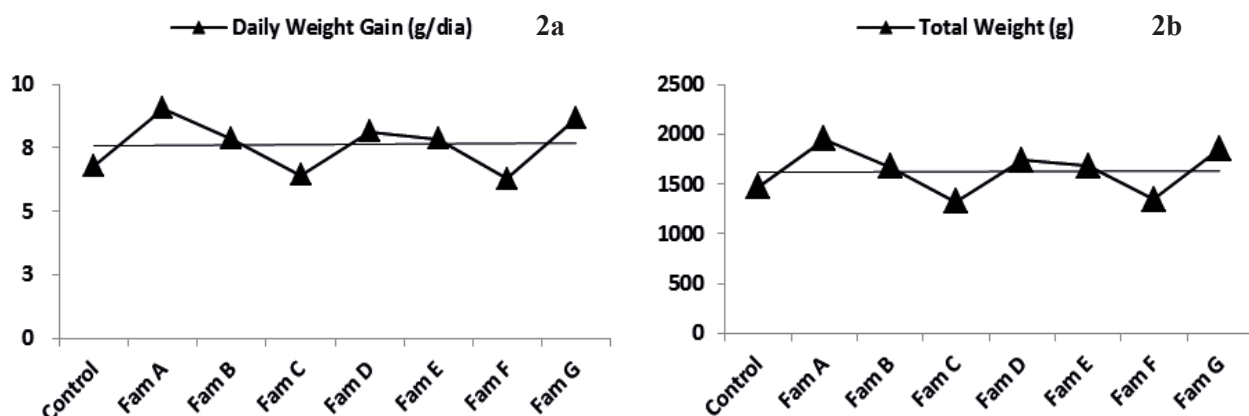 Daily Weight Gain (g/dia) 2a
10
8
5
3
0
Control
Fam A
Fam B
Fam C
Fam D
Fam E
Fam F
Fam G
Total Weight (g) 2b
2500
2000
1500
1000
500
0
Control
Fam A
Fam B
Fam C
Fam D
Fam E
Fam F
Fam G